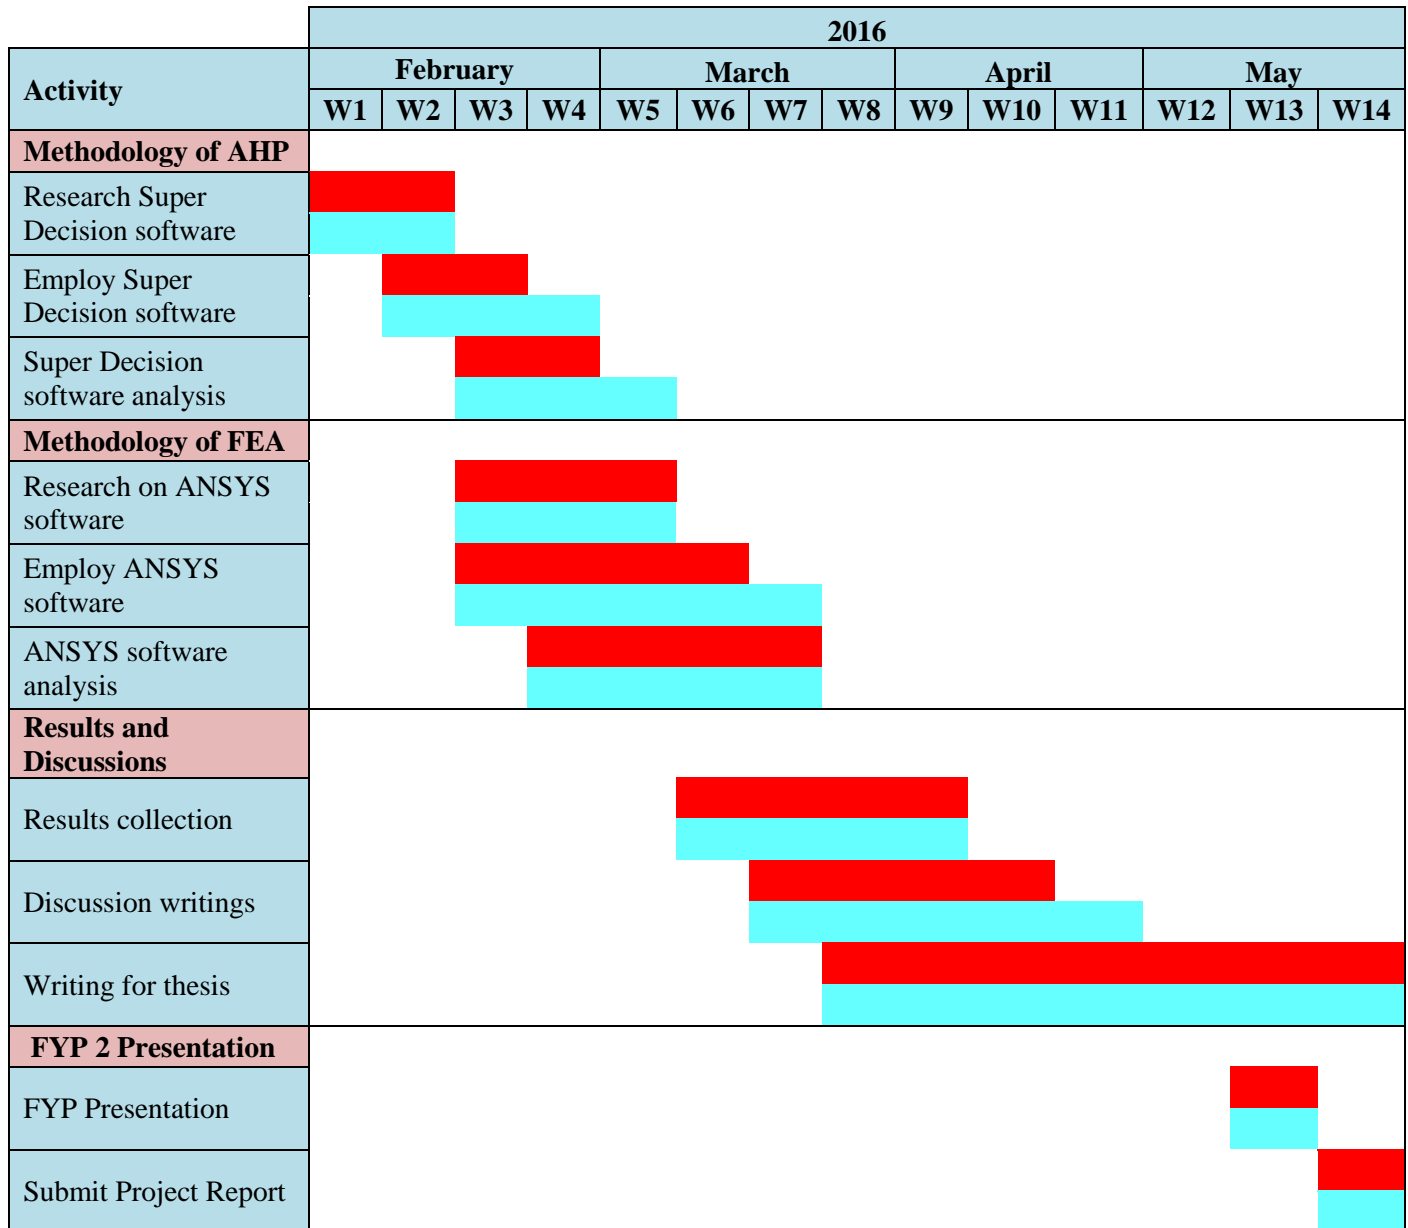 2016
Activity
February March April May
W1 W2 W3 W4 W5 W6 W7 W8 W9 W10 W11 W12 W13 W14
Methodology of AHP
Research Super
Decision software
Employ Super
Decision software
Super Decision
software analysis
Methodology of FEA
Research on ANSYS
software
Employ ANSYS
software
ANSYS software
analysis
Results and
Discussions
Results collection
Discussion writings
Writing for thesis
FYP 2 Presentation
FYP Presentation
Submit Project Report